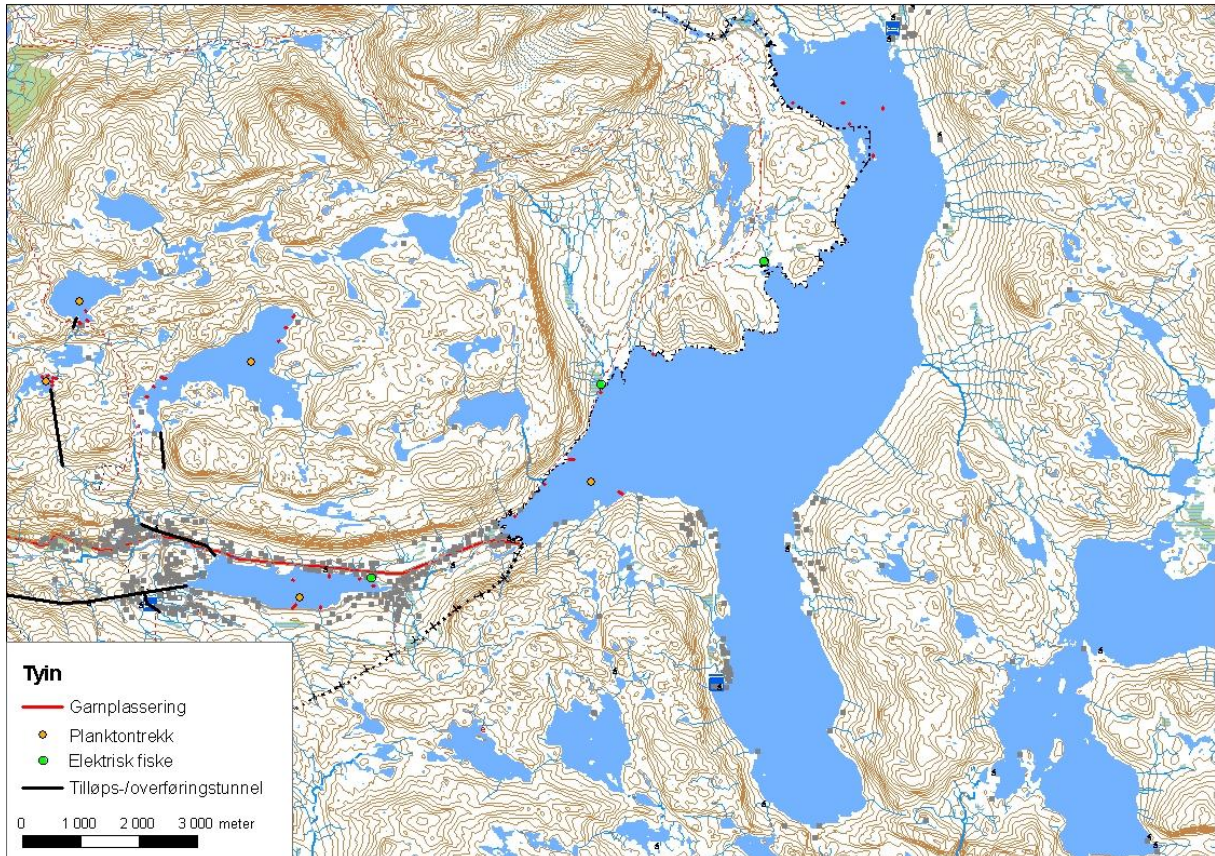 Tyin
Garnplassering
Planktontrekk
Elektrisk fiske
Tilløps-/overføringstunnel
0 1 000 2 000 3 000 meter